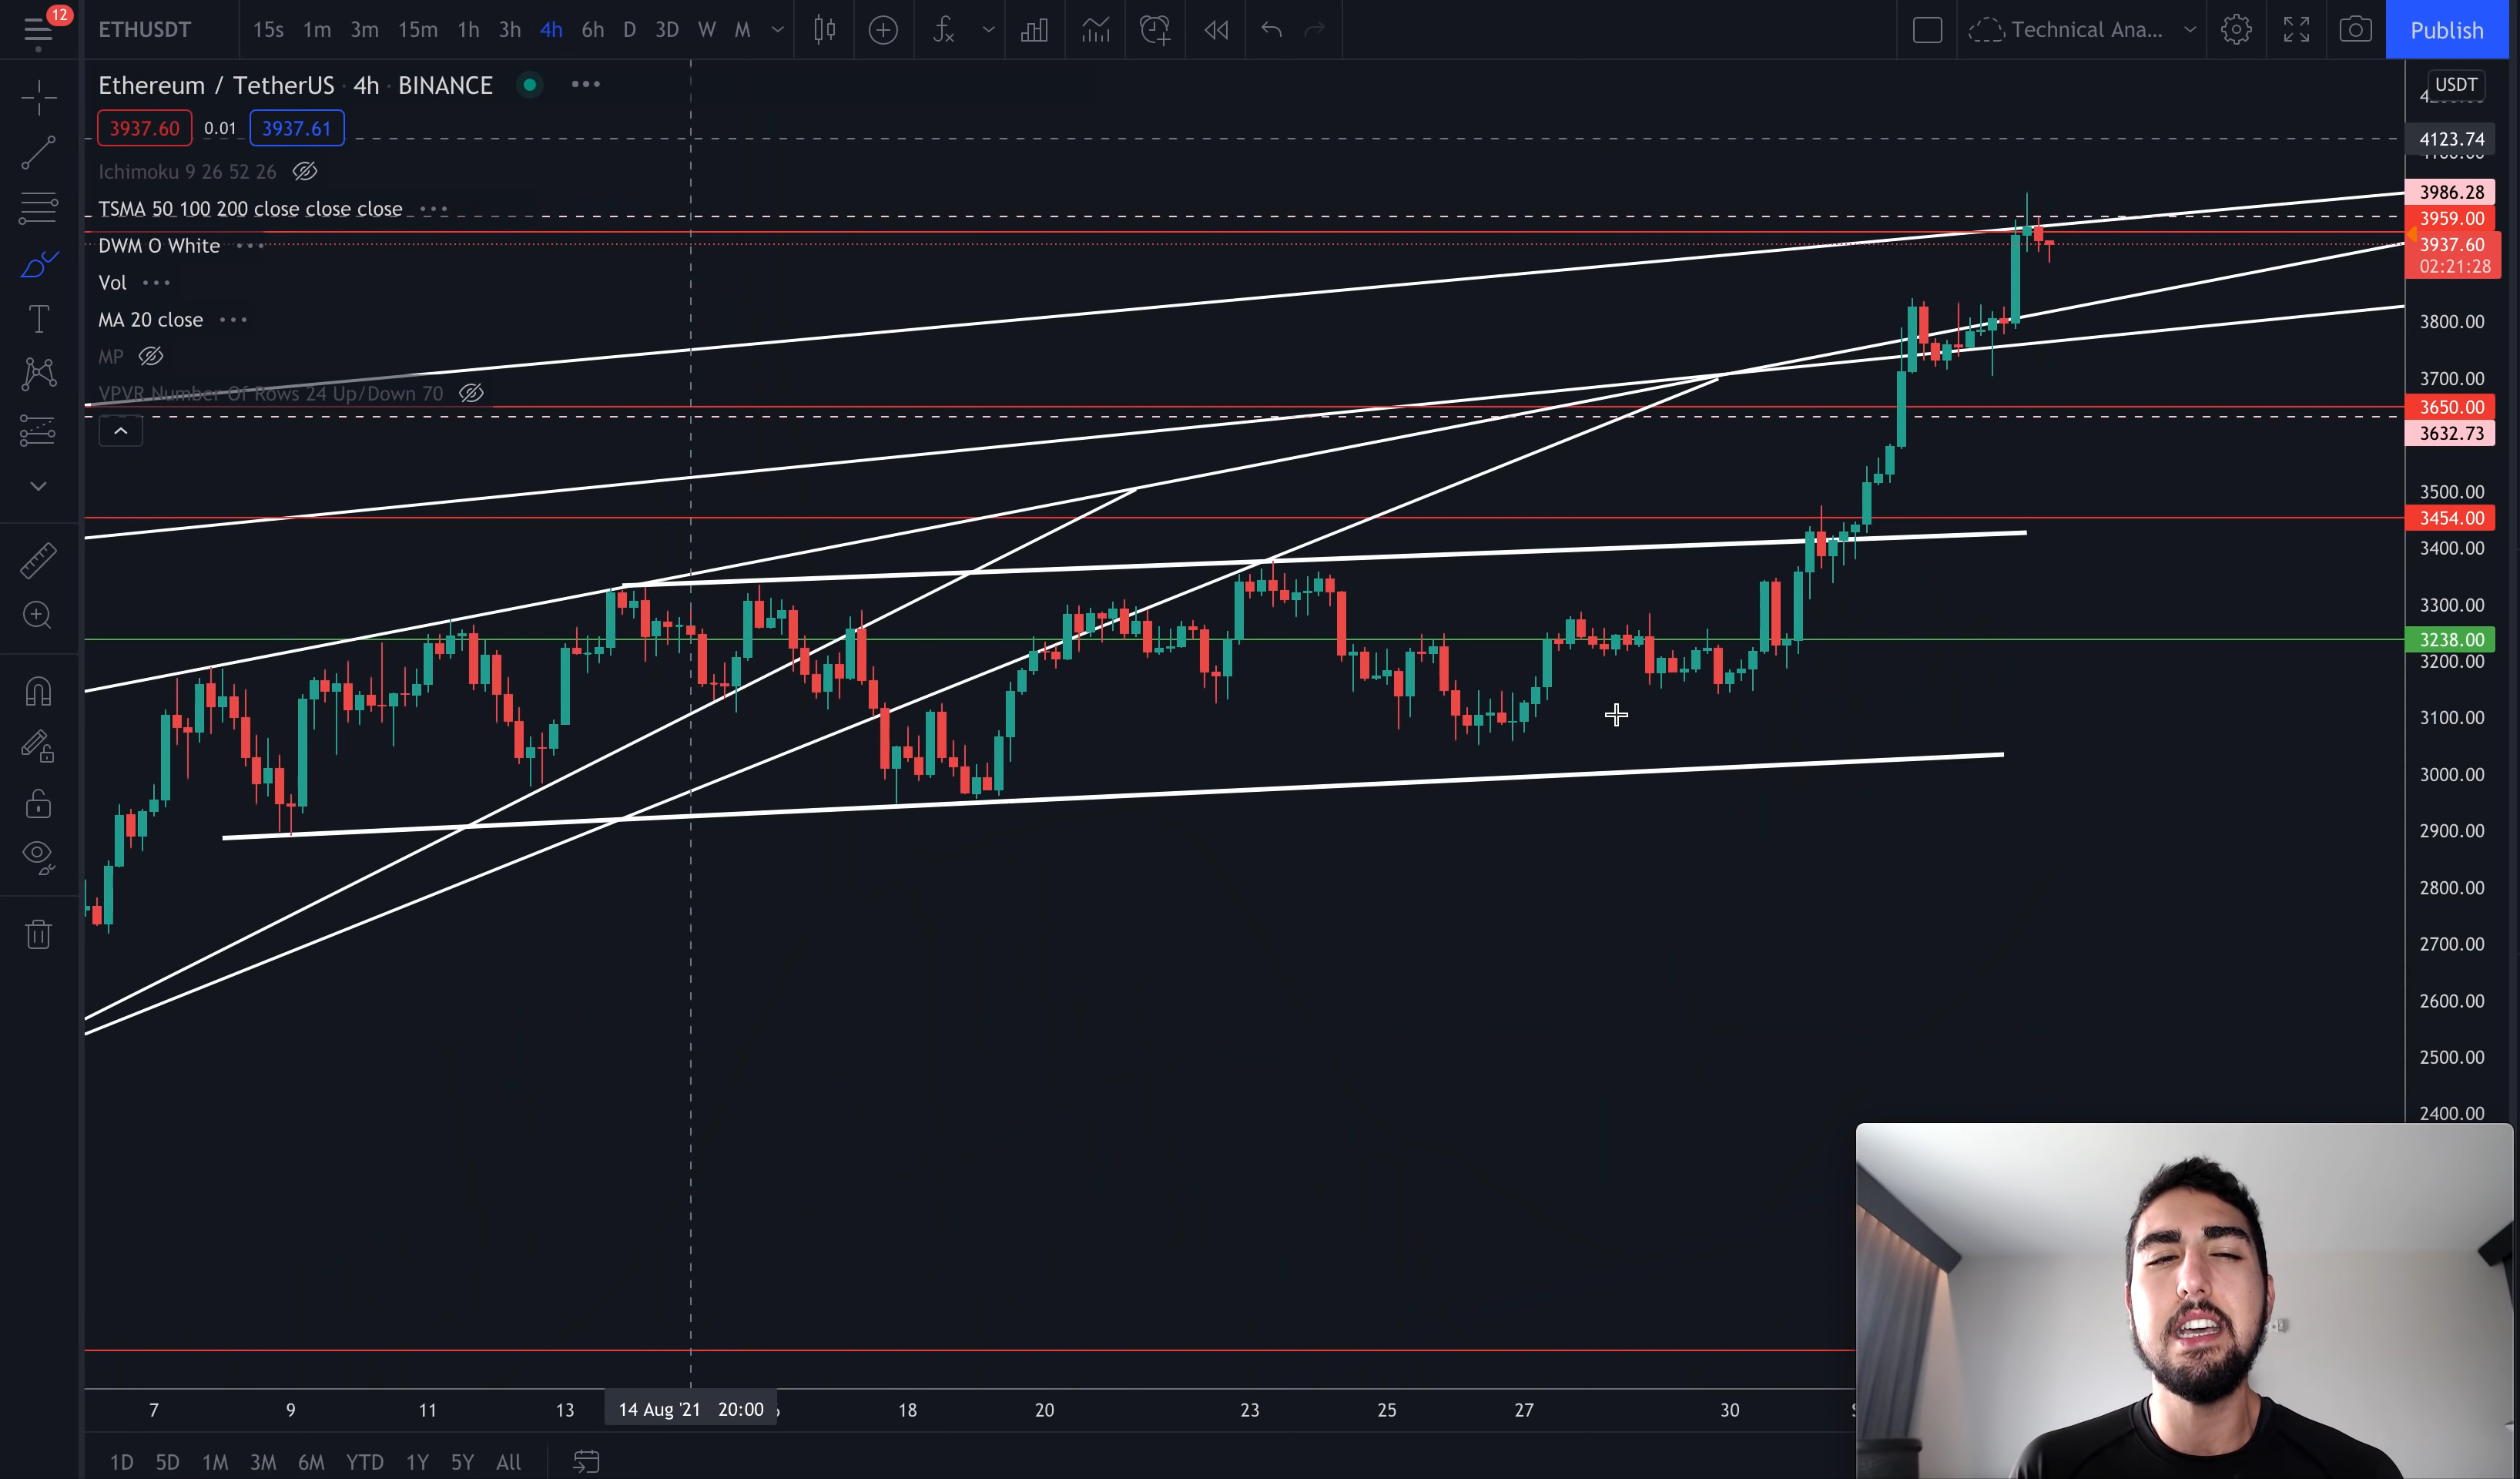 12
ETHUSDT 15s 1m 3m 15m 1h 3h 4h 6h D 3D W M Technical Ana... Publish
Ethereum / TetherUS · 4h · BINANCE
3937.60 0.01 3937.61
Ichimoku 9 26 52 26
TSMA 50 100 200 close close close
DWM O White
Vol
MA 20 close
MP
VPVR Number Of Rows 24 Up/Down 70
USDT
4123.74
3986.28
3959.00
3937.60
02:21:28
3800.00
3700.00
3650.00
3632.73
3500.00
3454.00
3400.00
3300.00
3238.00
3200.00
3100.00
3000.00
2900.00
2800.00
2700.00
2600.00
2500.00
2400.00
7 9 11 13 14 Aug '21 20:00 18 20 23 25 27 30
1D 5D 1M 3M 6M YTD 1Y 5Y All